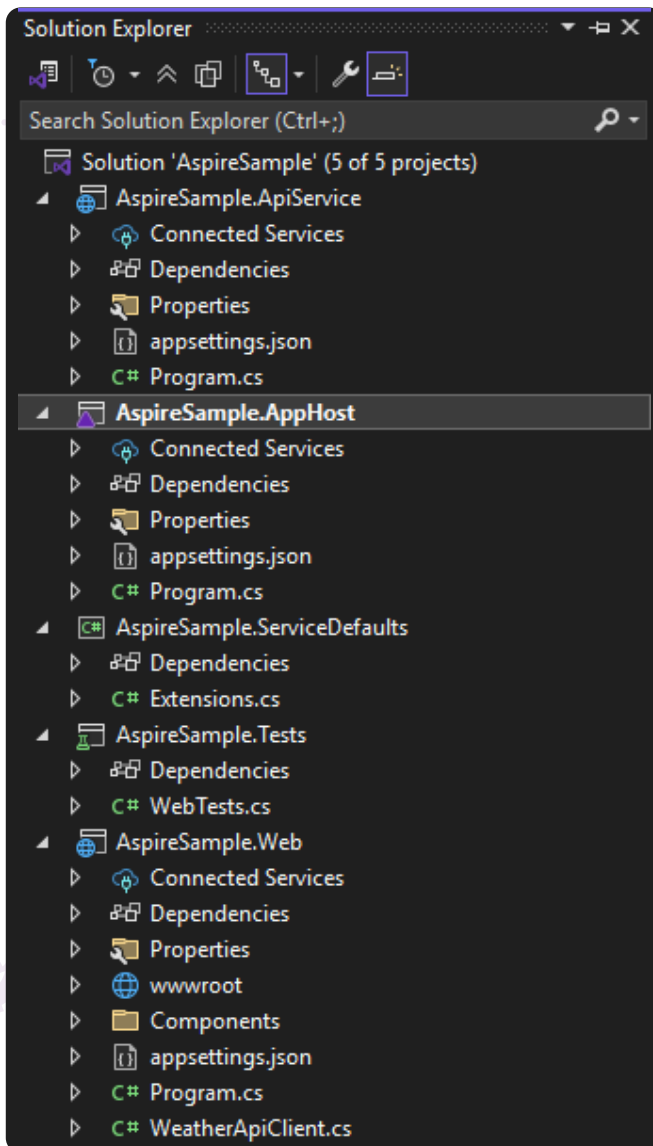 Solution Explorer
Search Solution Explorer (Ctrl+;)
Solution 'AspireSample' (5 of 5 projects)
AspireSample.ApiService
Connected Services
Dependencies
Properties
appsettings.json
C# Program.cs
AspireSample.AppHost
Connected Services
Dependencies
Properties
appsettings.json
C# Program.cs
C# AspireSample.ServiceDefaults
Dependencies
C# Extensions.cs
AspireSample.Tests
Dependencies
C# WebTests.cs
AspireSample.Web
Connected Services
Dependencies
Properties
wwwroot
Components
appsettings.json
C# Program.cs
C# WeatherApiClient.cs